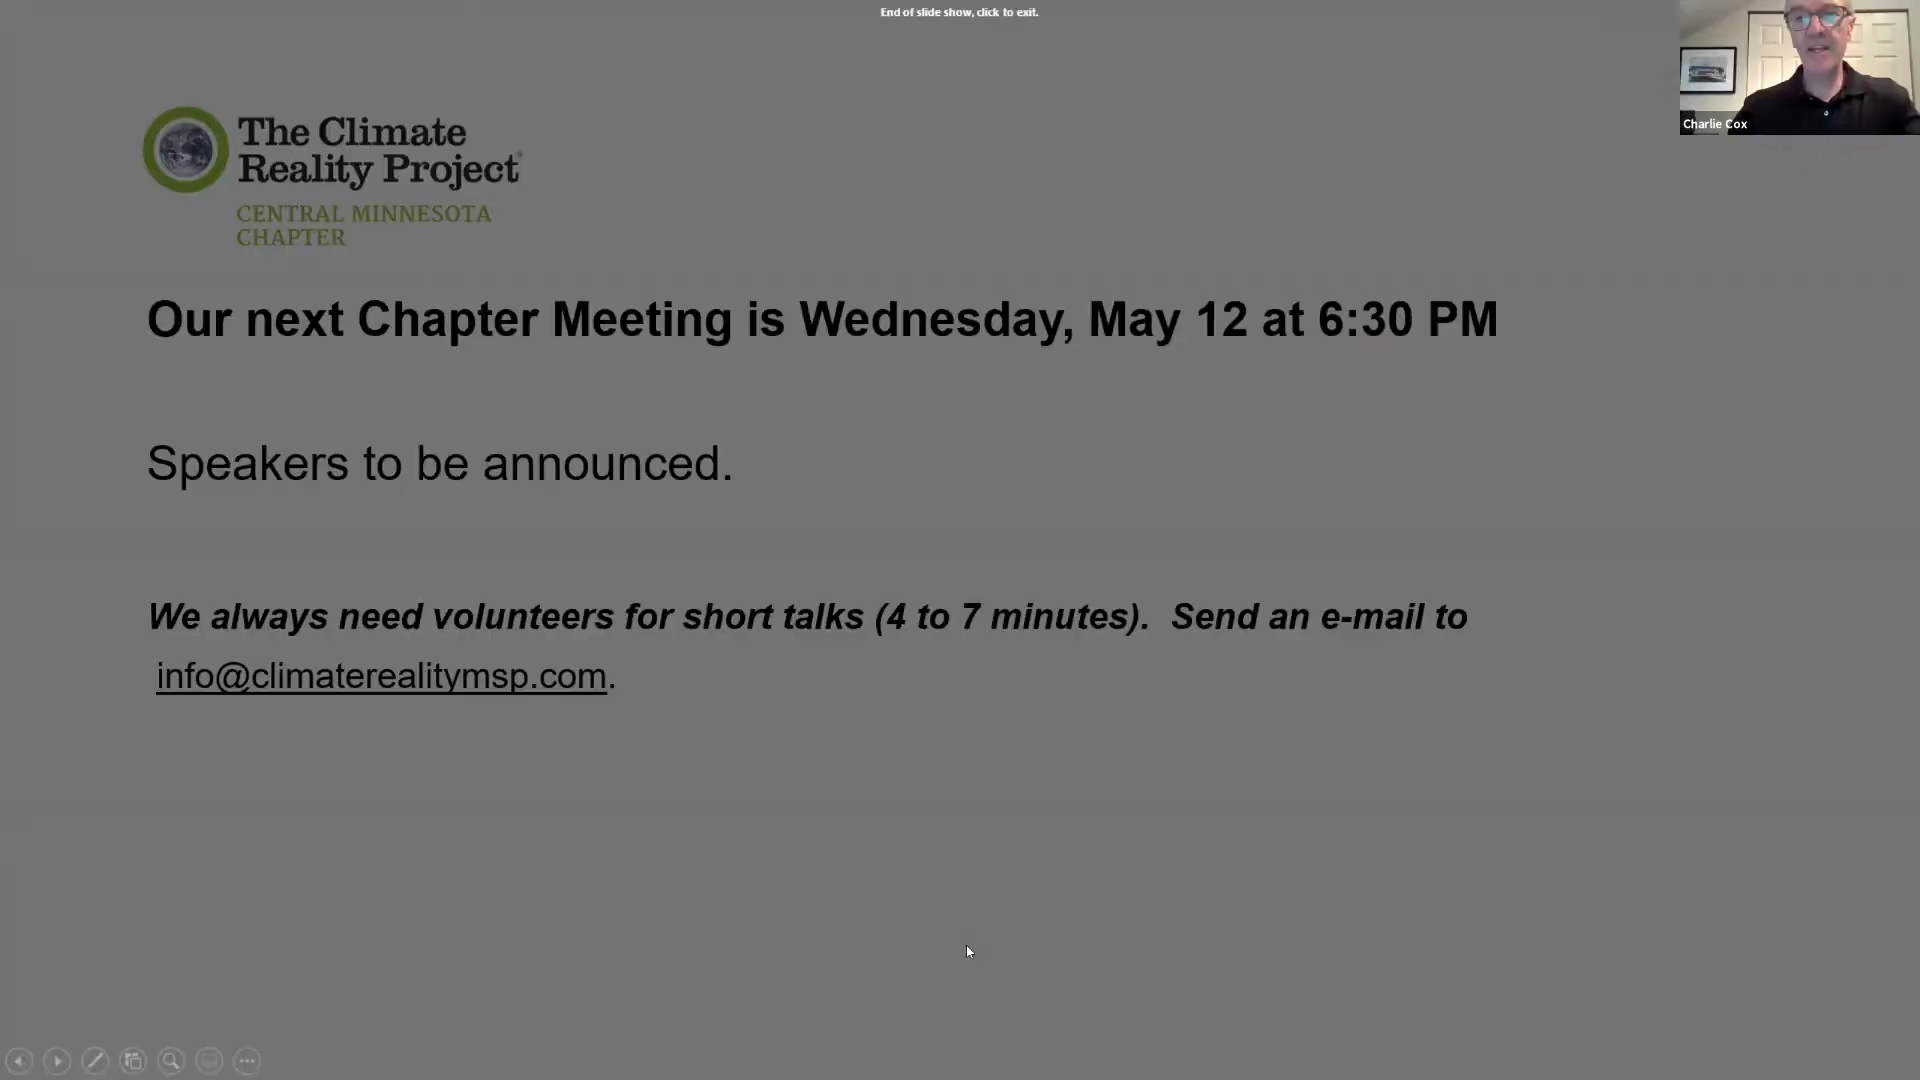 End of slide show, click to exit.
Charlie Cox
The Climate
Reality Project
CENTRAL MINNESOTA
CHAPTER
Our next Chapter Meeting is Wednesday, May 12 at 6:30 PM
Speakers to be announced.
We always need volunteers for short talks (4 to 7 minutes).  Send an e-mail to
info@climaterealitymsp.com.